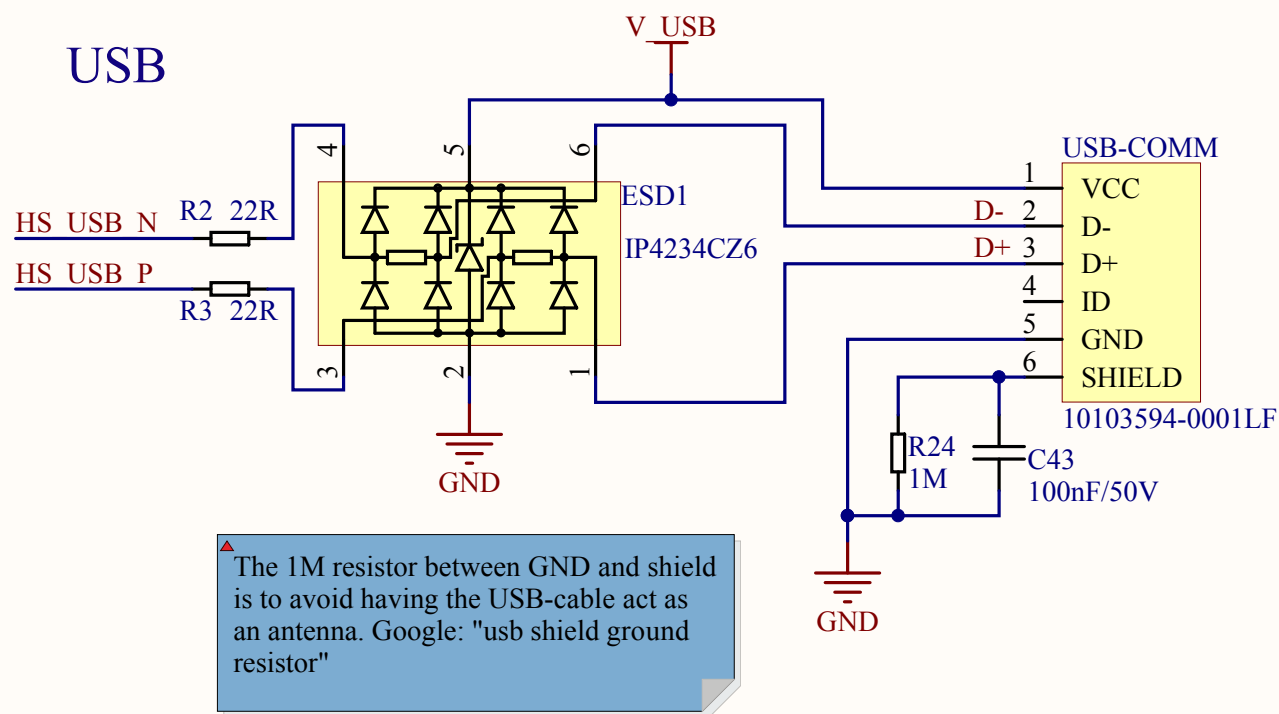 USB
V_USB
4
5
6
HS_USB_N
R2 22R
HS_USB_P
R3 22R
3
2
1
ESD1
IP4234CZ6
GND
USB-COMM
1 VCC
D- 2 D-
D+ 3 D+
4 ID
5 GND
6 SHIELD
10103594-0001LF
R24
1M
C43
100nF/50V
GND
The 1M resistor between GND and shield
is to avoid having the USB-cable act as
an antenna. Google: "usb shield ground
resistor"